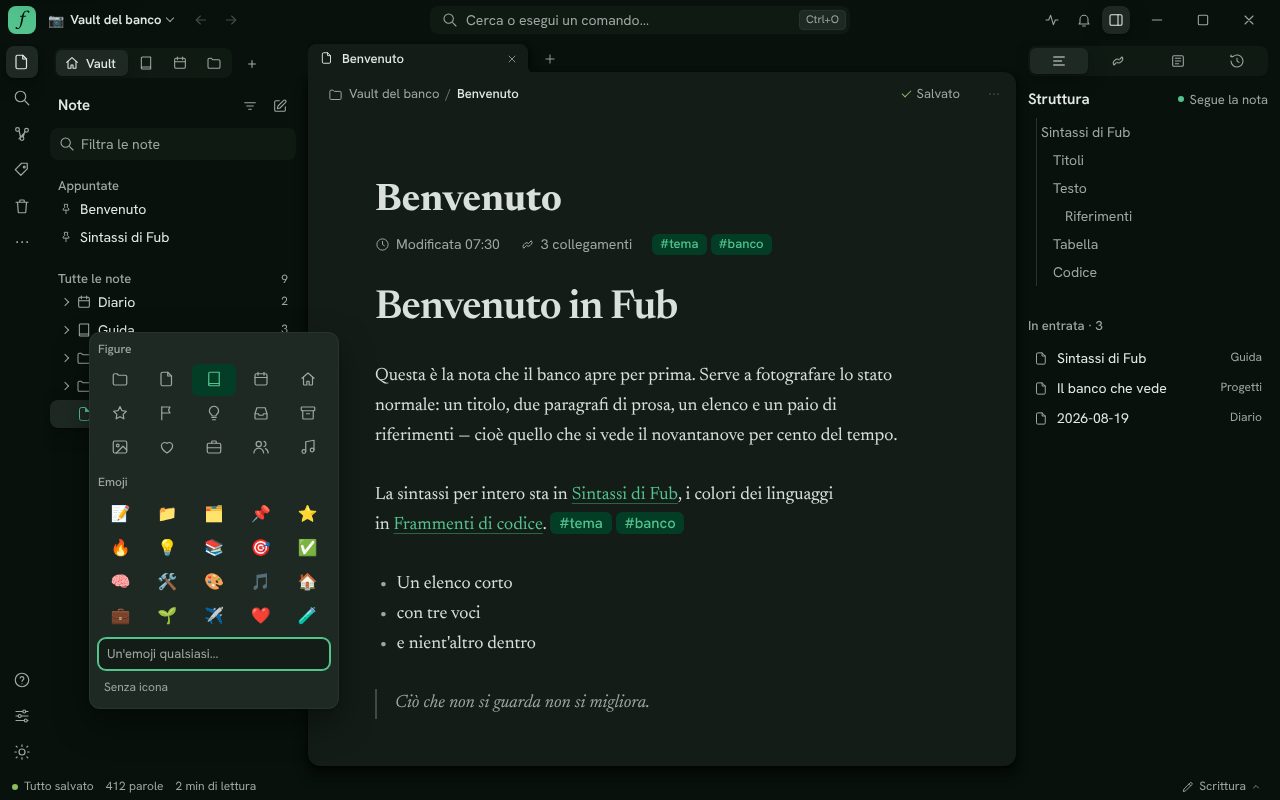 Vault del banco
Cerca o esegui un comando...
Ctrl+O
Vault
Benvenuto
Note
Filtra le note
Appuntate
Benvenuto
Sintassi di Fub
Tutte le note 9
Diario 2
Guida 3
Figure
Emoji
Un'emoji qualsiasi...
Senza icona
Vault del banco / Benvenuto
Salvato
Benvenuto
Modificata 07:30
3 collegamenti
#tema #banco
Benvenuto in Fub
Questa è la nota che il banco apre per prima. Serve a fotografare lo stato
normale: un titolo, due paragrafi di prosa, un elenco e un paio di
riferimenti — cioè quello che si vede il novantanove per cento del tempo.
La sintassi per intero sta in Sintassi di Fub, i colori dei linguaggi
in Frammenti di codice. #tema #banco
• Un elenco corto
• con tre voci
• e nient'altro dentro
Ciò che non si guarda non si migliora.
Struttura
Segue la nota
Sintassi di Fub
Titoli
Testo
Riferimenti
Tabella
Codice
In entrata · 3
Sintassi di Fub Guida
Il banco che vede Progetti
2026-08-19 Diario
Tutto salvato 412 parole 2 min di lettura
Scrittura